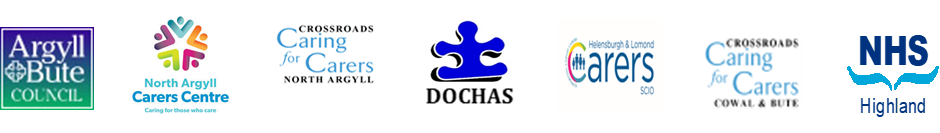 Argyll
Bute
COUNCIL
North Argyll
Carers Centre
Caring for those who care
CROSSROADS
Caring
for
Carers
NORTH ARGYLL
DOCHAS
Helensburgh & Lomond
Carers
SCIO
CROSSROADS
Caring
for
Carers
COWAL & BUTE
NHS
Highland